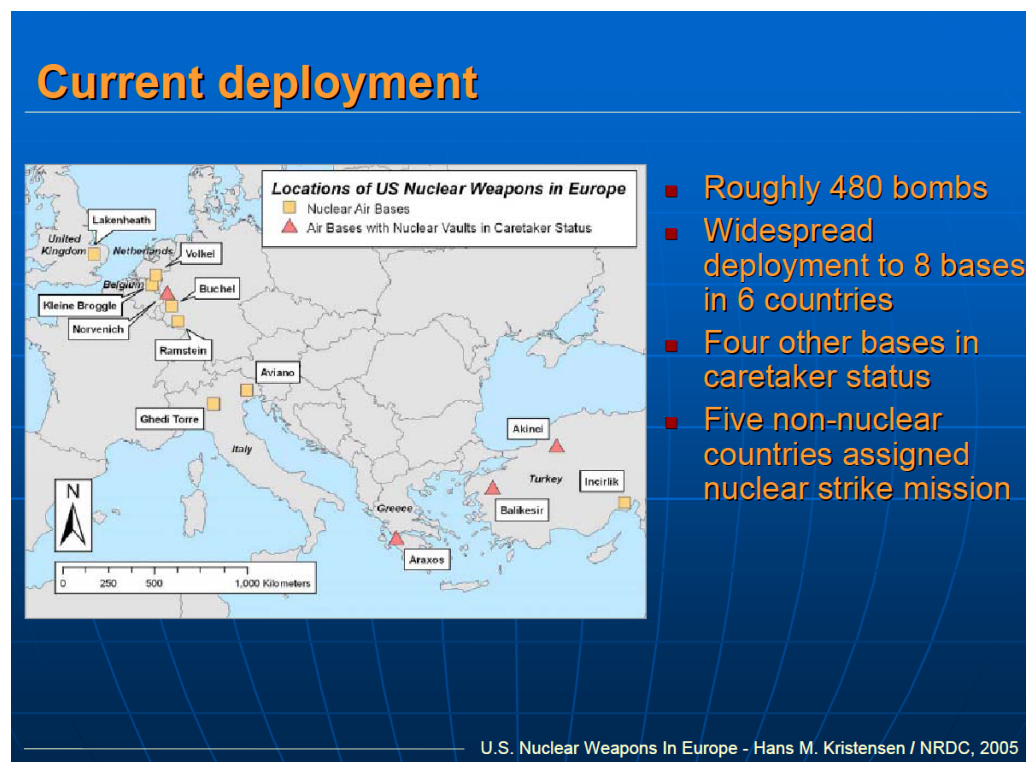 Current deployment
Locations of US Nuclear Weapons in Europe
Nuclear Air Bases
Air Bases with Nuclear Vaults in Caretaker Status
Lakenheath
United
Kingdom
Netherlands
Volkel
Belgium
Buchel
Kleine Broggle
Norvenich
Ramstein
Aviano
Ghedi Torre
Italy
Akinci
Turkey
Incirlik
Balikesir
Greece
Araxos
N
0 250 500 1,000 Kilometers
Roughly 480 bombs
Widespread
deployment to 8 bases
in 6 countries
Four other bases in
caretaker status
Five non-nuclear
countries assigned
nuclear strike mission
U.S. Nuclear Weapons In Europe - Hans M. Kristensen / NRDC, 2005